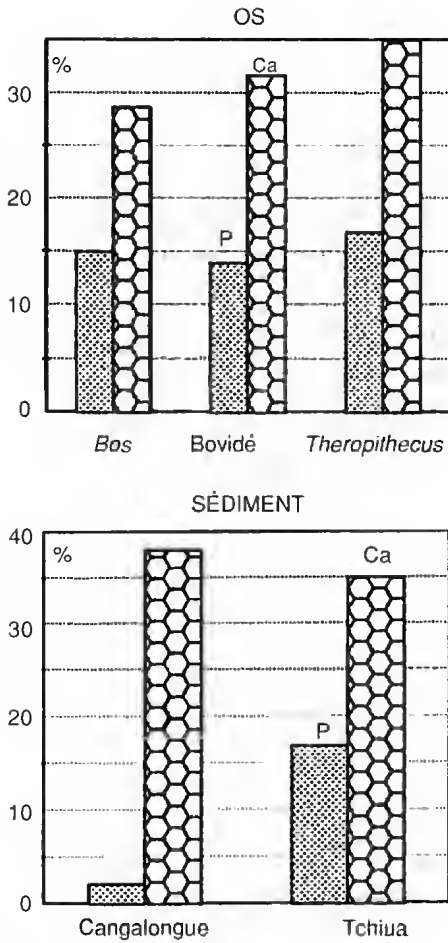 OS
%
Ca
30
20
P
10
0
Bos Bovidé Theropithecus
SÉDIMENT
40
%
Ca
30
20
P
10
0
Cangalongue Tchiua